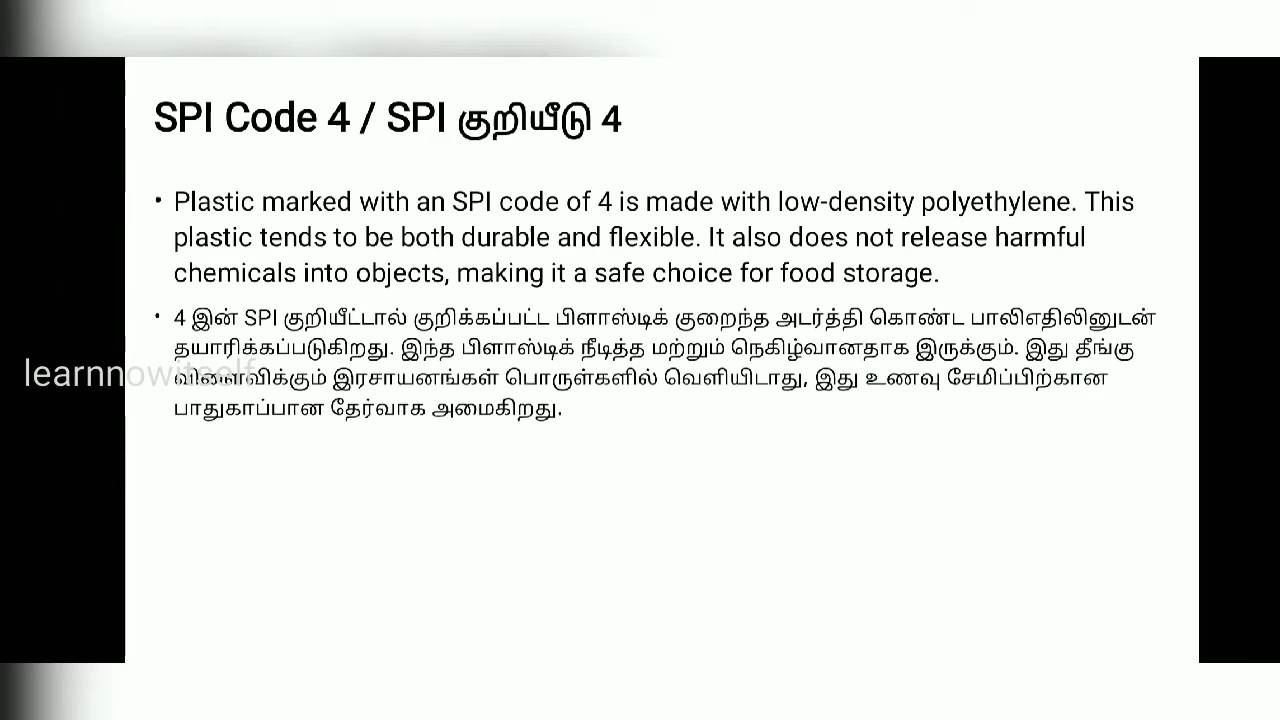 SPI Code 4 / SPI குறியீடு 4
• Plastic marked with an SPI code of 4 is made with low-density polyethylene. This
plastic tends to be both durable and flexible. It also does not release harmful
chemicals into objects, making it a safe choice for food storage.
• 4 இன் SPI குறியீட்டால் குறிக்கப்பட்ட பிளாஸ்டிக் குறைந்த அடர்த்தி கொண்ட பாலிஎதிலினுடன்
தயாரிக்கப்படுகிறது. இந்த பிளாஸ்டிக் நீடித்த மற்றும் நெகிழ்வானதாக இருக்கும். இது தீங்கு
learnnowitself
விளைவிக்கும் இரசாயனங்கள் பொருள்களில் வெளியிடாது, இது உணவு சேமிப்பிற்கான
பாதுகாப்பான தேர்வாக அமைகிறது.